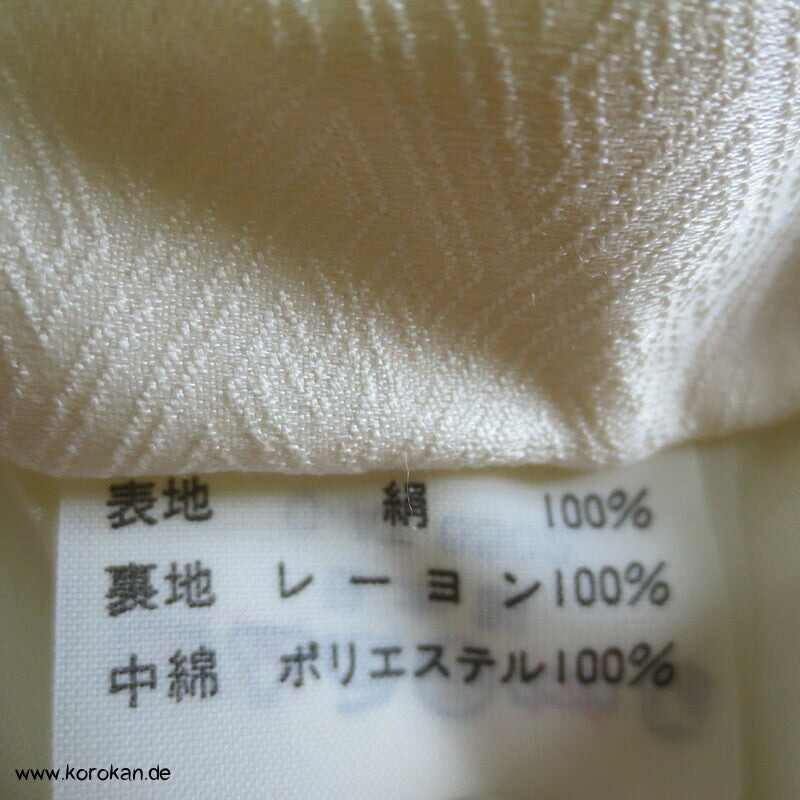 表地 絹 100%
裏地 レーヨン100%
中綿 ポリエステル100%
www.korokan.de